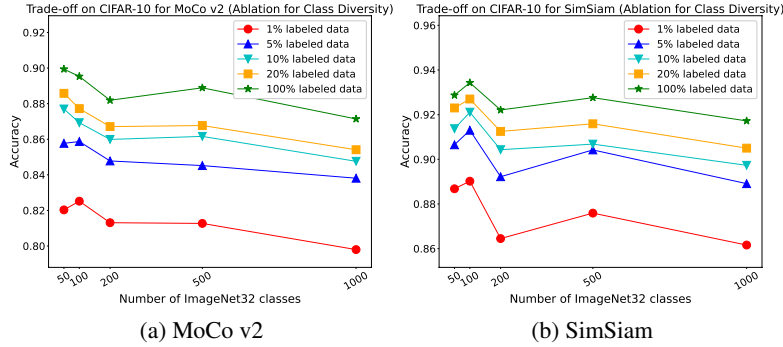 Trade-off on CIFAR-10 for MoCo v2 (Ablation for Class Diversity)
0.92
0.90
0.88
0.86
0.84
0.82
0.80
Accuracy
1% labeled data
5% labeled data
10% labeled data
20% labeled data
100% labeled data
50
100
200
500
1000
Number of ImageNet32 classes
(a) MoCo v2
Trade-off on CIFAR-10 for SimSiam (Ablation for Class Diversity)
0.96
0.94
0.92
0.90
0.88
0.86
Accuracy
1% labeled data
5% labeled data
10% labeled data
20% labeled data
100% labeled data
50
100
200
500
1000
Number of ImageNet32 classes
(b) SimSiam